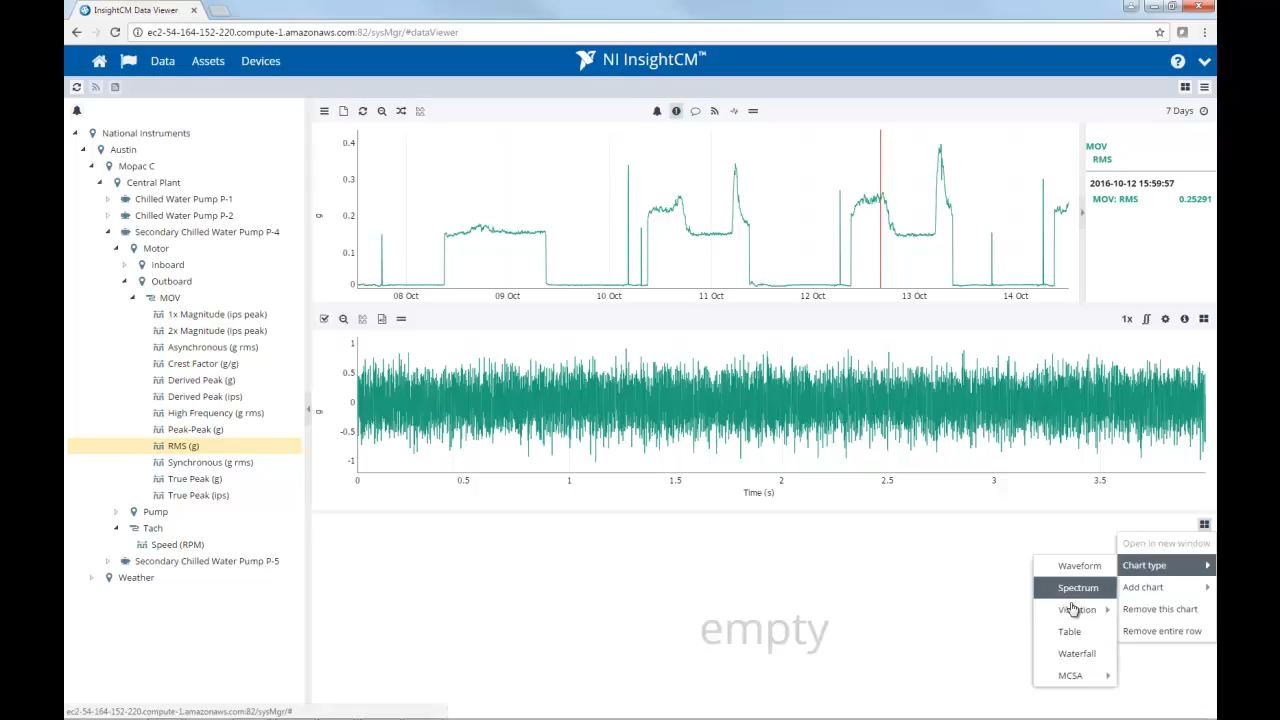 InsightCM Data Viewer
ec2-54-164-152-220.compute-1.amazonaws.com:82/sysMgr/#dataViewer
Data Assets Devices NI InsightCM™
7 Days
National Instruments
Austin
Mopac C
Central Plant
Chilled Water Pump P-1
Chilled Water Pump P-2
Secondary Chilled Water Pump P-4
Motor
Inboard
Outboard
MOV
1x Magnitude (ips peak)
2x Magnitude (ips peak)
Asynchronous (g rms)
Crest Factor (g/g)
Derived Peak (g)
Derived Peak (ips)
High Frequency (g rms)
Peak-Peak (g)
RMS (g)
Synchronous (g rms)
True Peak (g)
True Peak (ips)
Pump
Tach
Speed (RPM)
Secondary Chilled Water Pump P-5
Weather
0.4
0.3
0.2
0.1
0
g
08 Oct 09 Oct 10 Oct 11 Oct 12 Oct 13 Oct 14 Oct
MOV
RMS
2016-10-12 15:59:57
MOV: RMS 0.25291
1x
1
0.5
0
-0.5
-1
g
0 0.5 1 1.5 2 2.5 3 3.5
Time (s)
empty
Open in new window
Chart type
Add chart
Remove this chart
Remove entire row
Waveform
Spectrum
Table
Waterfall
MCSA
ec2-54-164-152-220.compute-1.amazonaws.com:82/sysMgr/#